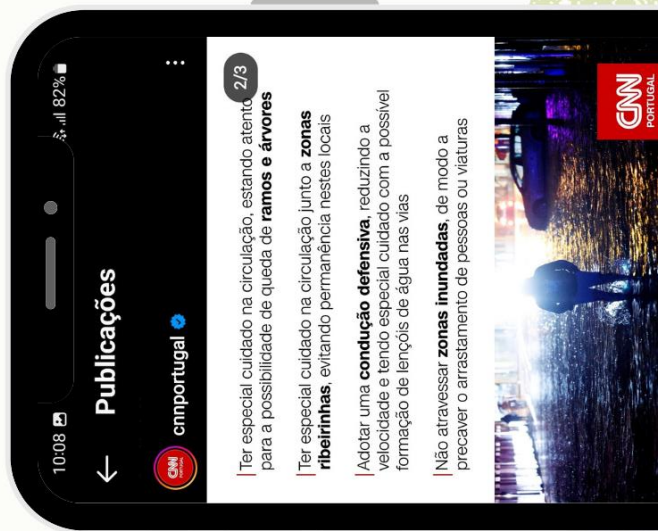 10:08
82%
Publicações
cnnportugal
2/3
Ter especial cuidado na circulação, estando atento
para a possibilidade de queda de ramos e árvores
Ter especial cuidado na circulação junto a zonas
ribeirinhas, evitando permanência nestes locais
Adotar uma condução defensiva, reduzindo a
velocidade e tendo especial cuidado com a possível
formação de lençóis de água nas vias
Não atravessar zonas inundadas, de modo a
precaver o arrastamento de pessoas ou viaturas
CNN
PORTUGAL